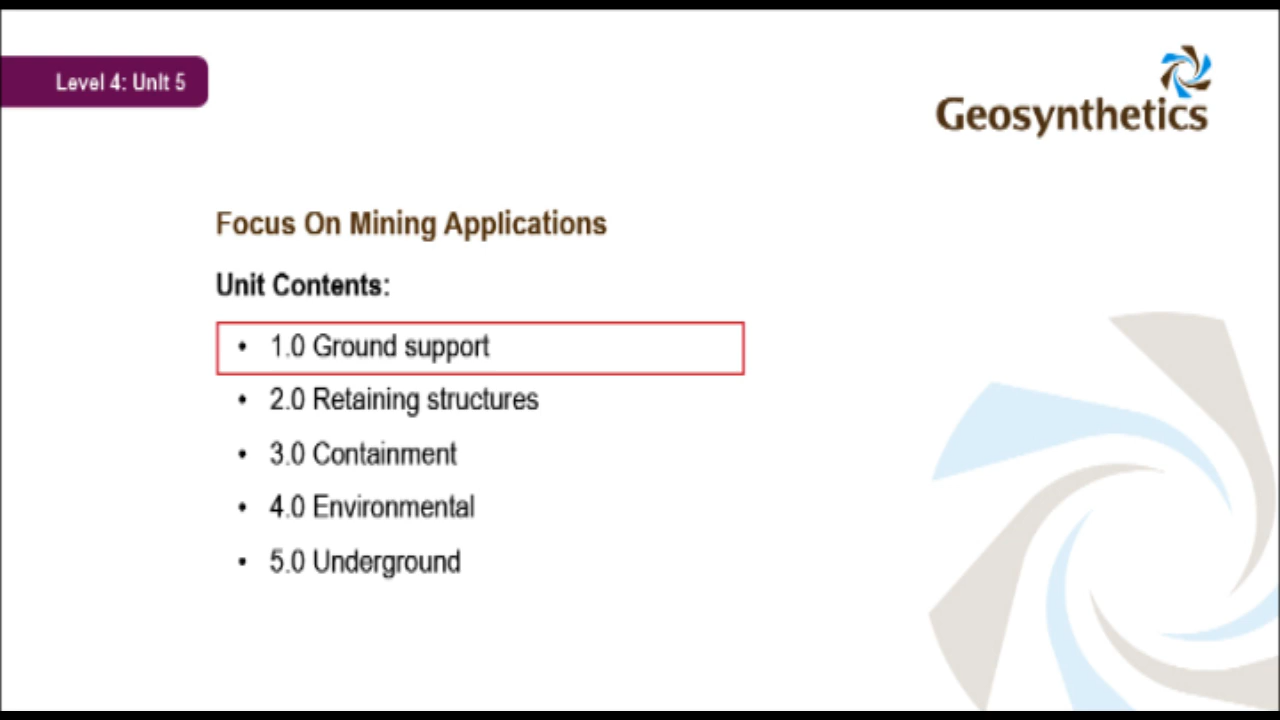 Level 4: Unit 5
Geosynthetics
Focus On Mining Applications
Unit Contents:
• 1.0 Ground support
• 2.0 Retaining structures
• 3.0 Containment
• 4.0 Environmental
• 5.0 Underground